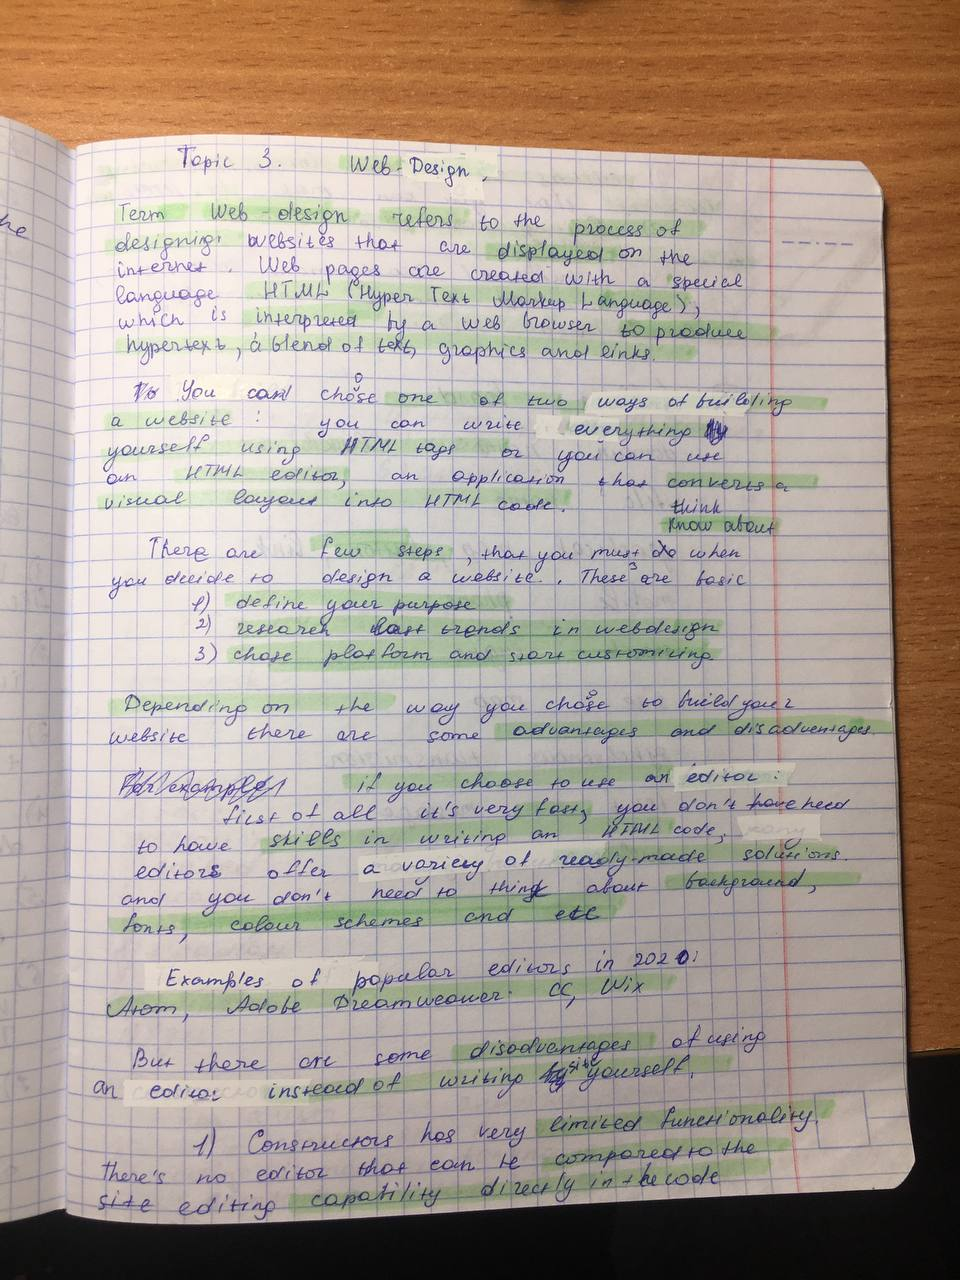 he
Topic 3. Web-Design.
Term Web-design refers to the process of
designing websites that are displayed on the
internet. Web pages are created with a special
language HTML (Hyper Text Markup Language),
which is interpreted by a web browser to produce
hypertext, a blend of text, graphics and links.
You can choose one of two ways of building
a website: you can write everything
yourself using HTML tags or you can use
an HTML editor, an application that converts a
visual layout into HTML code.
think
know about
There are few steps, that you must do when
you decide to design a website. These 3 are basic
1) define your purpose
2) research last trends in webdesign
3) chose platform and start customizing
Depending on the way you choose to build your
website there are some advantages and disadventages.
For example if you choose to use an editor:
first of all it's very fast, you don't have need
to have skills in writing an HTML code, many
editors offer a variety of ready-made solutions.
and you don't need to think about background,
fonts, colour schemes and etc
Examples of popular editors in 2020:
Atom, Adobe Dreamweaver CC, Wix
But there are some disadvantages of using
an editor instead of writing site yourself.
1) Constructors has very limited functionality.
there's no editor that can be compared to the
site editing capatility directly in the code